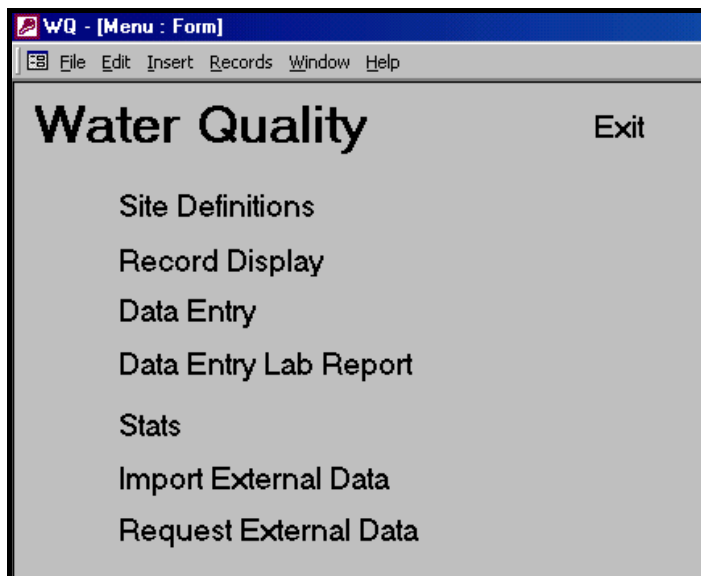 WQ - [Menu : Form]
File Edit Insert Records Window Help
Water Quality Exit
Site Definitions
Record Display
Data Entry
Data Entry Lab Report
Stats
Import External Data
Request External Data